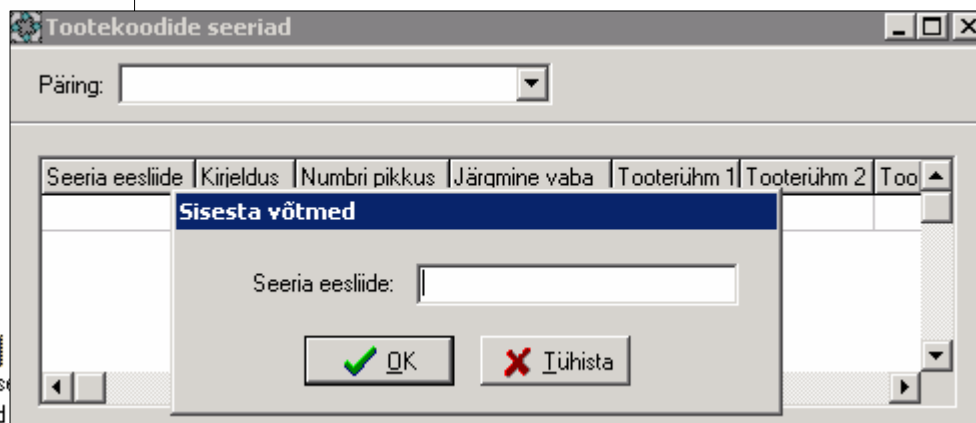 Tootekoodide seeriad
Päring:
Seeria eesliide Kirjeldus Numbri pikkus Järgmine vaba Tooterühm 1 Tooterühm 2 Too
Sisesta võtmed
Seeria eesliide:
OK Tühista